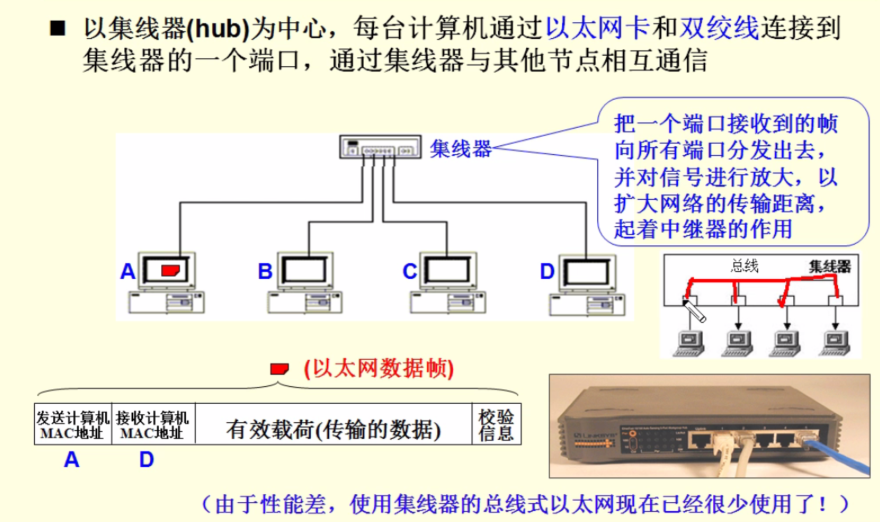 ■ 以集线器(hub)为中心，每台计算机通过以太网卡和双绞线连接到
集线器的一个端口，通过集线器与其他节点相互通信
集线器
把一个端口接收到的帧
向所有端口分发出去，
并对信号进行放大，以
扩大网络的传输距离，
起着中继器的作用
A
B
C
D
总线
集线器
(以太网数据帧)
发送计算机
MAC地址
接收计算机
MAC地址
有效载荷(传输的数据)
校验
信息
A
D
（由于性能差，使用集线器的总线式以太网现在已经很少使用了！）